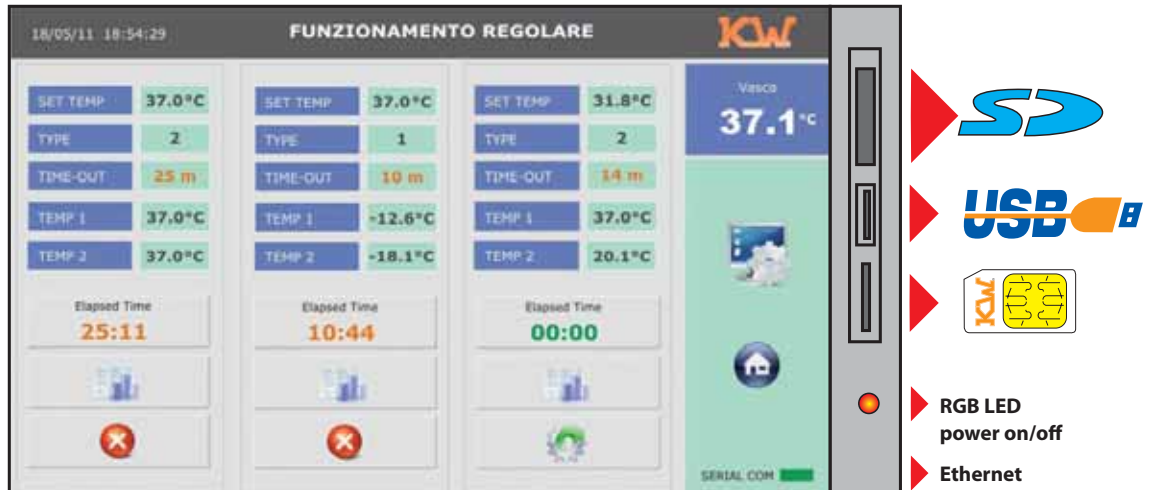 18/05/11 18:54:29
FUNZIONAMENTO REGOLARE
KW
SET TEMP 37.0°C
TYPE 2
TIME-OUT 25 m
TEMP 1 37.0°C
TEMP 2 37.0°C
Elapsed Time
25:11
SET TEMP 37.0°C
TYPE 1
TIME-OUT 10 m
TEMP 1 -12.6°C
TEMP 2 -18.1°C
Elapsed Time
10:44
SET TEMP 31.8°C
TYPE 2
TIME-OUT 14 m
TEMP 1 37.0°C
TEMP 2 20.1°C
Elapsed Time
00:00
Vasca
37.1°C
SERIAL COM
SD
USB
KW
RGB LED
power on/off
Ethernet